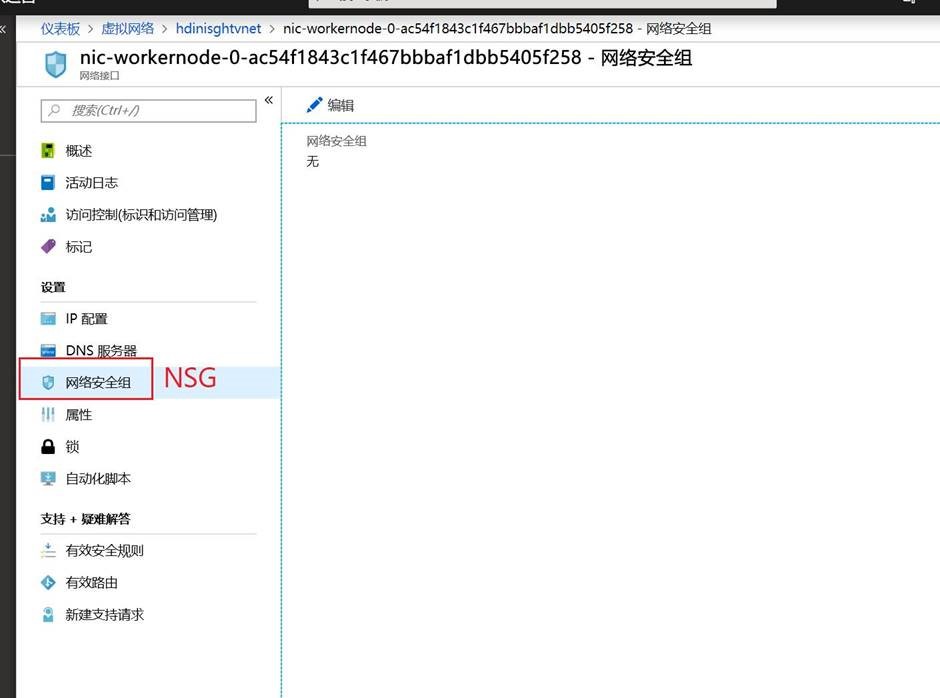 仪表板 > 虚拟网络 > hdinisghtvnet > nic-workernode-0-ac54f1843c1f467bbbaf1dbb5405f258 - 网络安全组
nic-workernode-0-ac54f1843c1f467bbbaf1dbb5405f258 - 网络安全组
网络接口
搜索(Ctrl+/)
编辑
网络安全组
无
概述
活动日志
访问控制(标识和访问管理)
标记
设置
IP 配置
DNS 服务器
网络安全组 NSG
属性
锁
自动化脚本
支持 + 疑难解答
有效安全规则
有效路由
新建支持请求